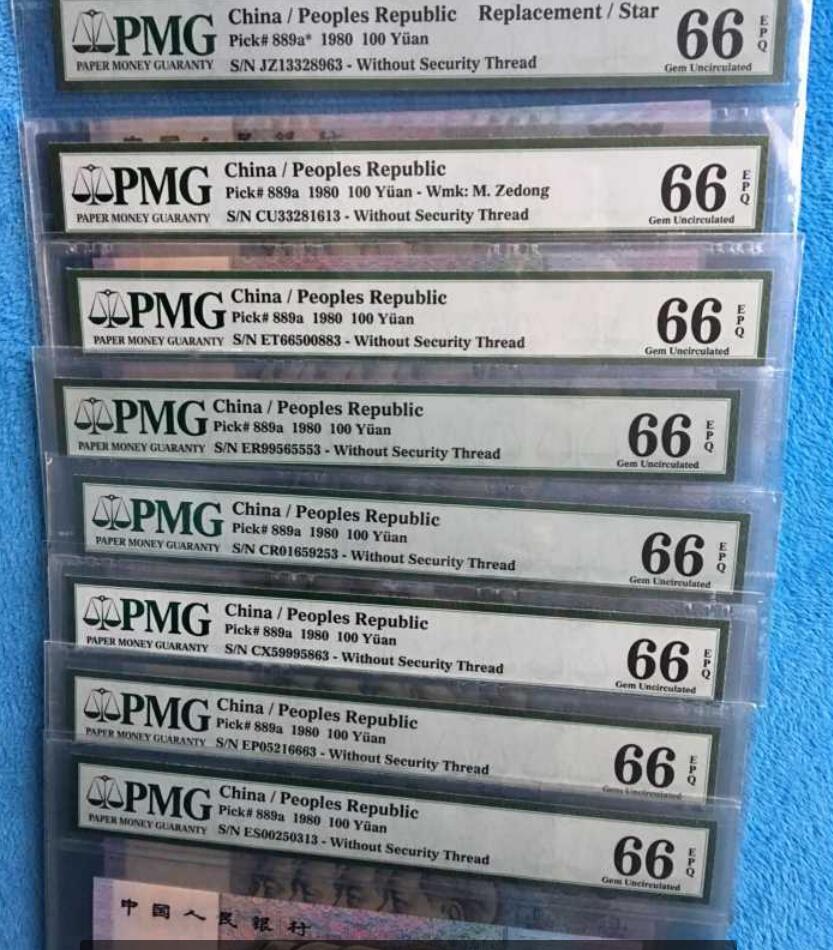 PMG
PAPER MONEY GUARANTY
China / Peoples Republic Replacement / Star
Pick# 889a* 1980 100 Yüan
S/N JZ13328963 - Without Security Thread
66 EPQ
Gem Uncirculated
PMG
PAPER MONEY GUARANTY
China / Peoples Republic
Pick# 889a 1980 100 Yüan - Wmk: M. Zedong
S/N CU33281613 - Without Security Thread
66 EPQ
Gem Uncirculated
PMG
PAPER MONEY GUARANTY
China / Peoples Republic
Pick# 889a 1980 100 Yüan
S/N ET66500883 - Without Security Thread
66 EPQ
Gem Uncirculated
PMG
PAPER MONEY GUARANTY
China / Peoples Republic
Pick# 889a 1980 100 Yüan
S/N ER99565553 - Without Security Thread
66 EPQ
Gem Uncirculated
PMG
PAPER MONEY GUARANTY
China / Peoples Republic
Pick# 889a 1980 100 Yüan
S/N CR01659253 - Without Security Thread
66 EPQ
Gem Uncirculated
PMG
PAPER MONEY GUARANTY
China / Peoples Republic
Pick# 889a 1980 100 Yüan
S/N CX59995863 - Without Security Thread
66 EPQ
Gem Uncirculated
PMG
PAPER MONEY GUARANTY
China / Peoples Republic
Pick# 889a 1980 100 Yüan
S/N EP05216663 - Without Security Thread
66 EPQ
Gem Uncirculated
PMG
PAPER MONEY GUARANTY
China / Peoples Republic
Pick# 889a 1980 100 Yüan
S/N ES00250313 - Without Security Thread
66 EPQ
Gem Uncirculated
中国人民银行